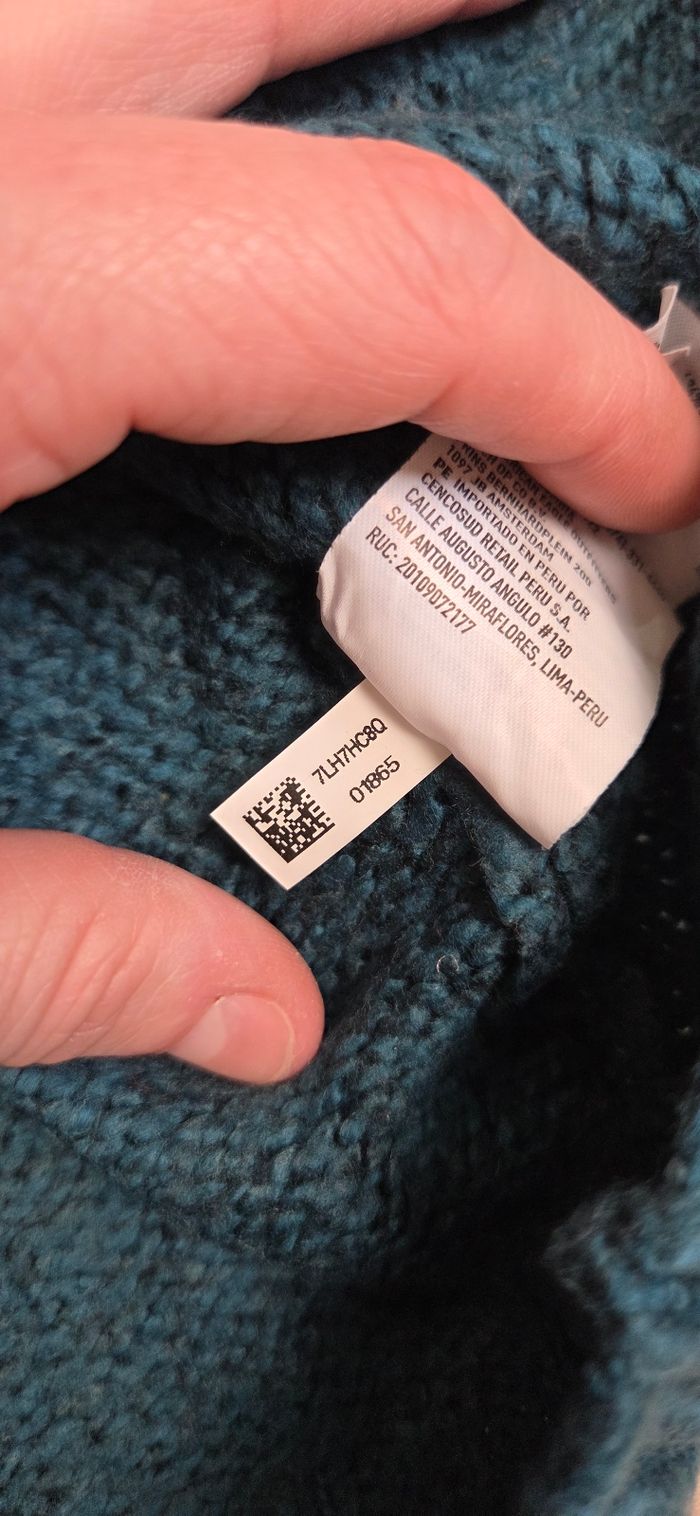 1097 JB AMSTERDAM
PE IMPORTADO EN PERU POR
CENCOSUD RETAIL PERU S.A.
CALLE AUGUSTO ANGULO #130
SAN ANTONIO-MIRAFLORES, LIMA-PERU
RUC: 20109072177
7LH7HC8Q
01865